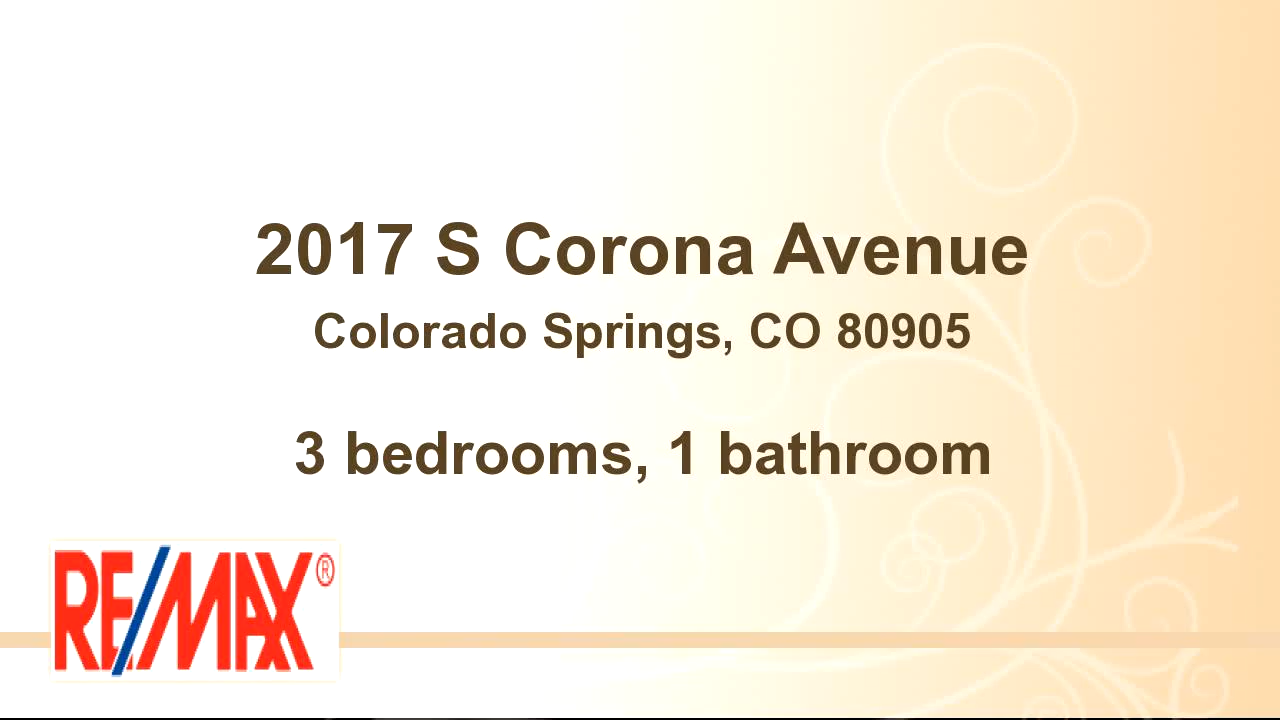 2017 S Corona Avenue
Colorado Springs, CO 80905
3 bedrooms, 1 bathroom
RE/MAX®